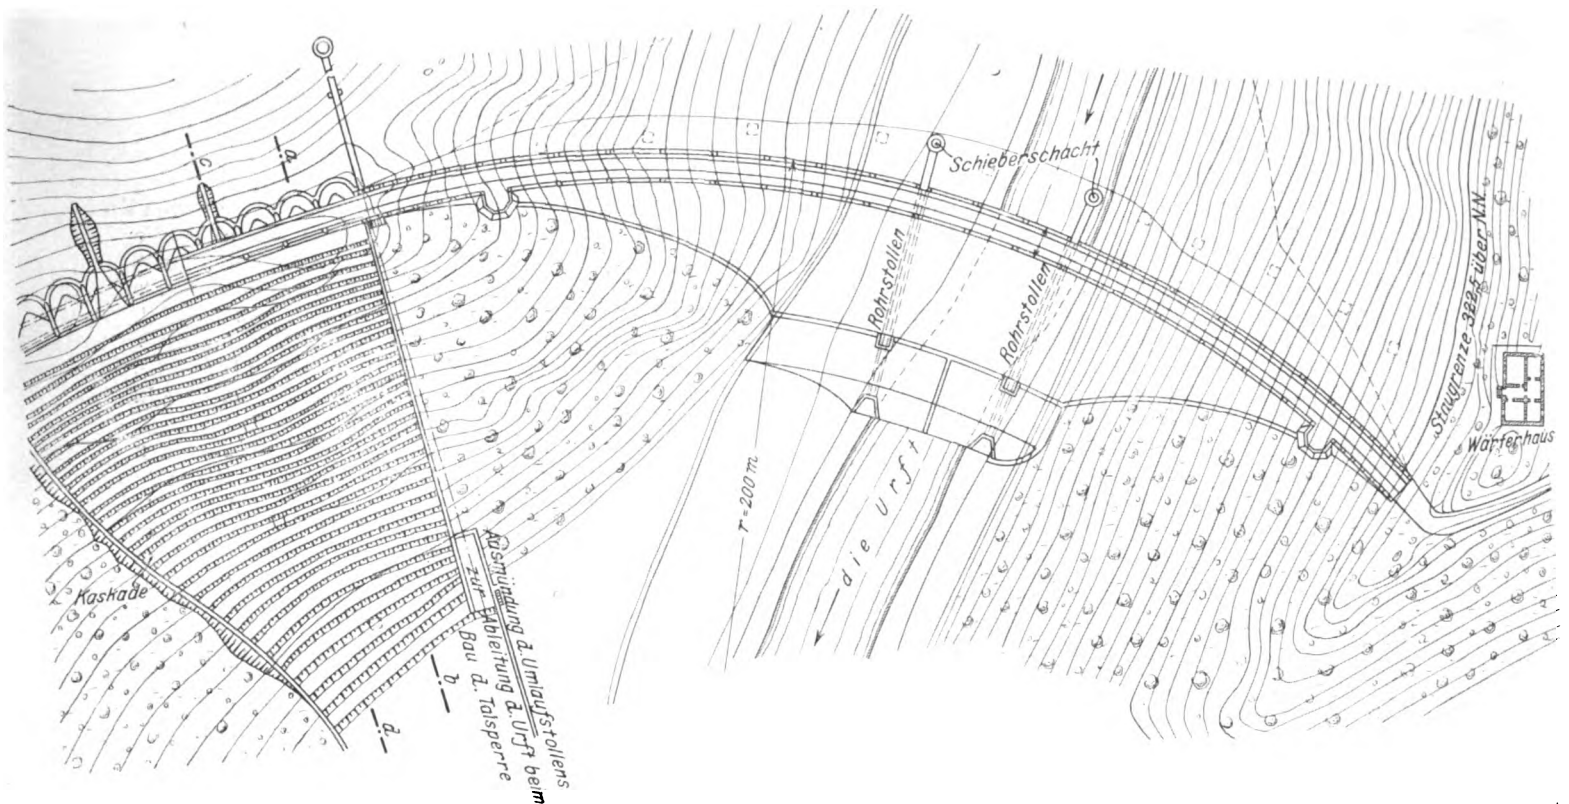 c
a
Schieberschacht
Rohrstollen
Rohrstollen
Staugrenze 322,5 über N.N.
Wärterhaus
r=200m
die Urft
Kaskade
Ausmündung d. Umlaufstollens
zur Ableitung d. Urft beim
Bau d. Talsperre
b
d